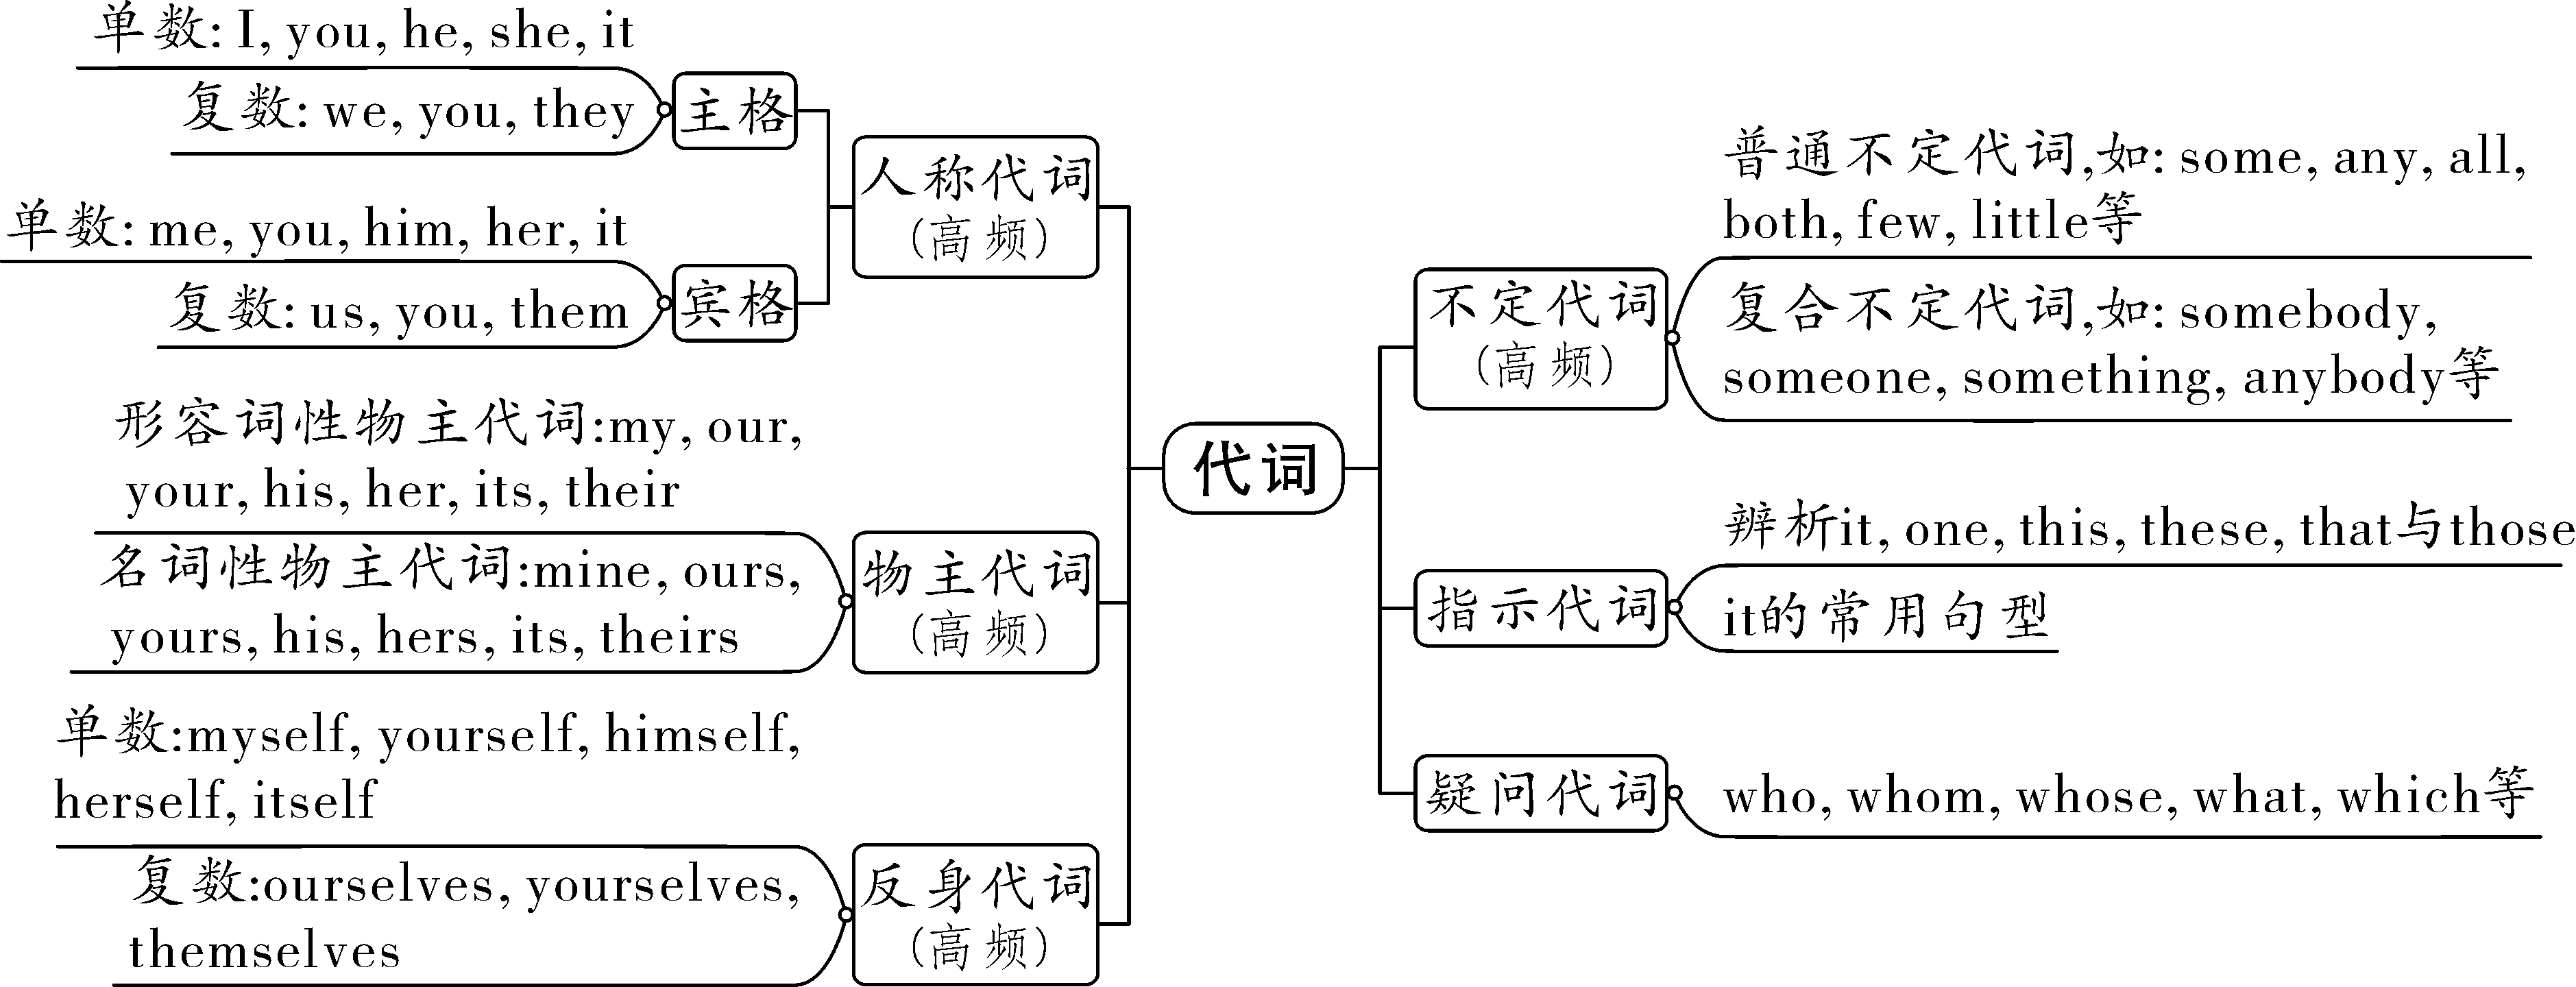 单数: I, you, he, she, it
复数: we, you, they
主格
单数: me, you, him, her, it
复数: us, you, them
宾格
人称代词
(高频)
形容词性物主代词:my, our,
your, his, her, its, their
名词性物主代词:mine, ours,
yours, his, hers, its, theirs
物主代词
(高频)
单数:myself, yourself, himself,
herself, itself
复数:ourselves, yourselves,
themselves
反身代词
(高频)
代词
不定代词
(高频)
普通不定代词,如: some, any, all,
both, few, little等
复合不定代词,如: somebody,
someone, something, anybody等
指示代词
辨析it, one, this, these, that与those
it的常用句型
疑问代词
who, whom, whose, what, which等